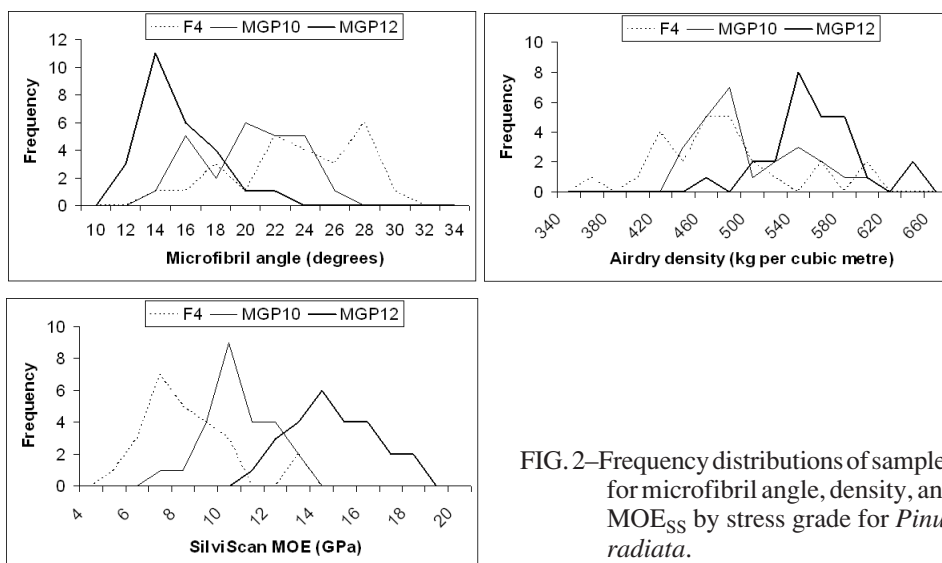 F4 MGP10 MGP12
12
10
8
6
4
2
0
Frequency
10 12 14 16 18 20 22 24 26 28 30 32 34
Microfibril angle (degrees)
F4 MGP10 MGP12
10
8
6
4
2
0
Frequency
340 380 420 460 500 540 580 620 660
Airdry density (kg per cubic metre)
F4 MGP10 MGP12
10
8
6
4
2
0
Frequency
4 6 8 10 12 14 16 18 20
SilviScan MOE (GPa)
FIG. 2–Frequency distributions of sample
for microfibril angle, density, an
MOESS by stress grade for Pinu
radiata.